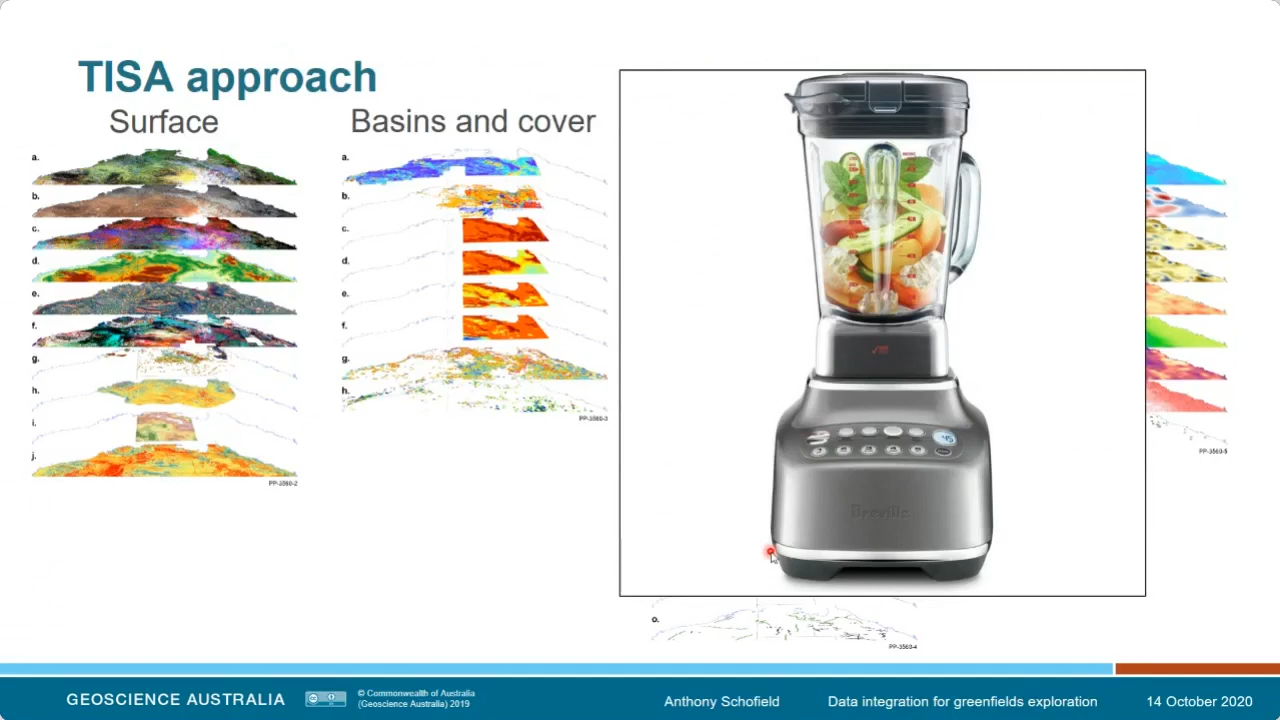 TISA approach
Surface
Basins and cover
a.
b.
c.
d.
e.
f.
g.
h.
i.
j.
PP-3560-2
a.
b.
c.
d.
e.
f.
g.
h.
PP-3560-3
45
Breville
PP-3560-5
o.
PP-3560-4
GEOSCIENCE AUSTRALIA
© Commonwealth of Australia
(Geoscience Australia) 2019
Anthony Schofield
Data integration for greenfields exploration
14 October 2020